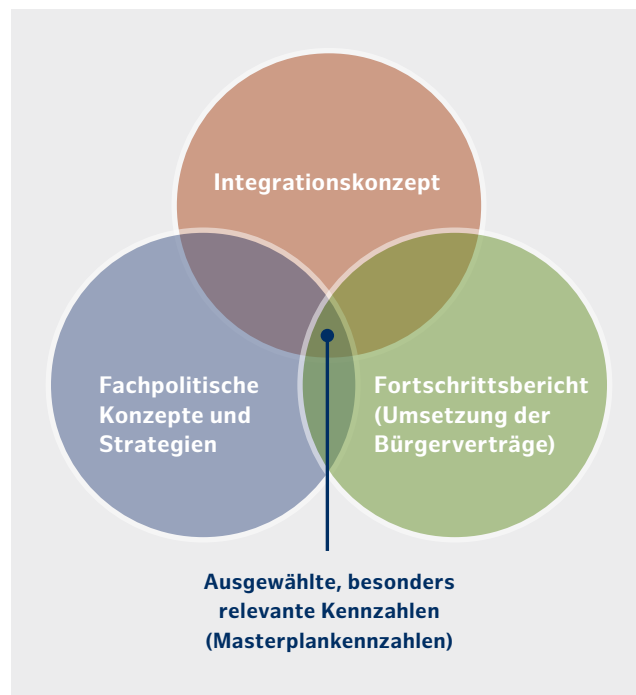 Integrationskonzept
Fachpolitische
Konzepte und
Strategien
Fortschrittsbericht
(Umsetzung der
Bürgerverträge)
Ausgewählte, besonders
relevante Kennzahlen
(Masterplankennzahlen)